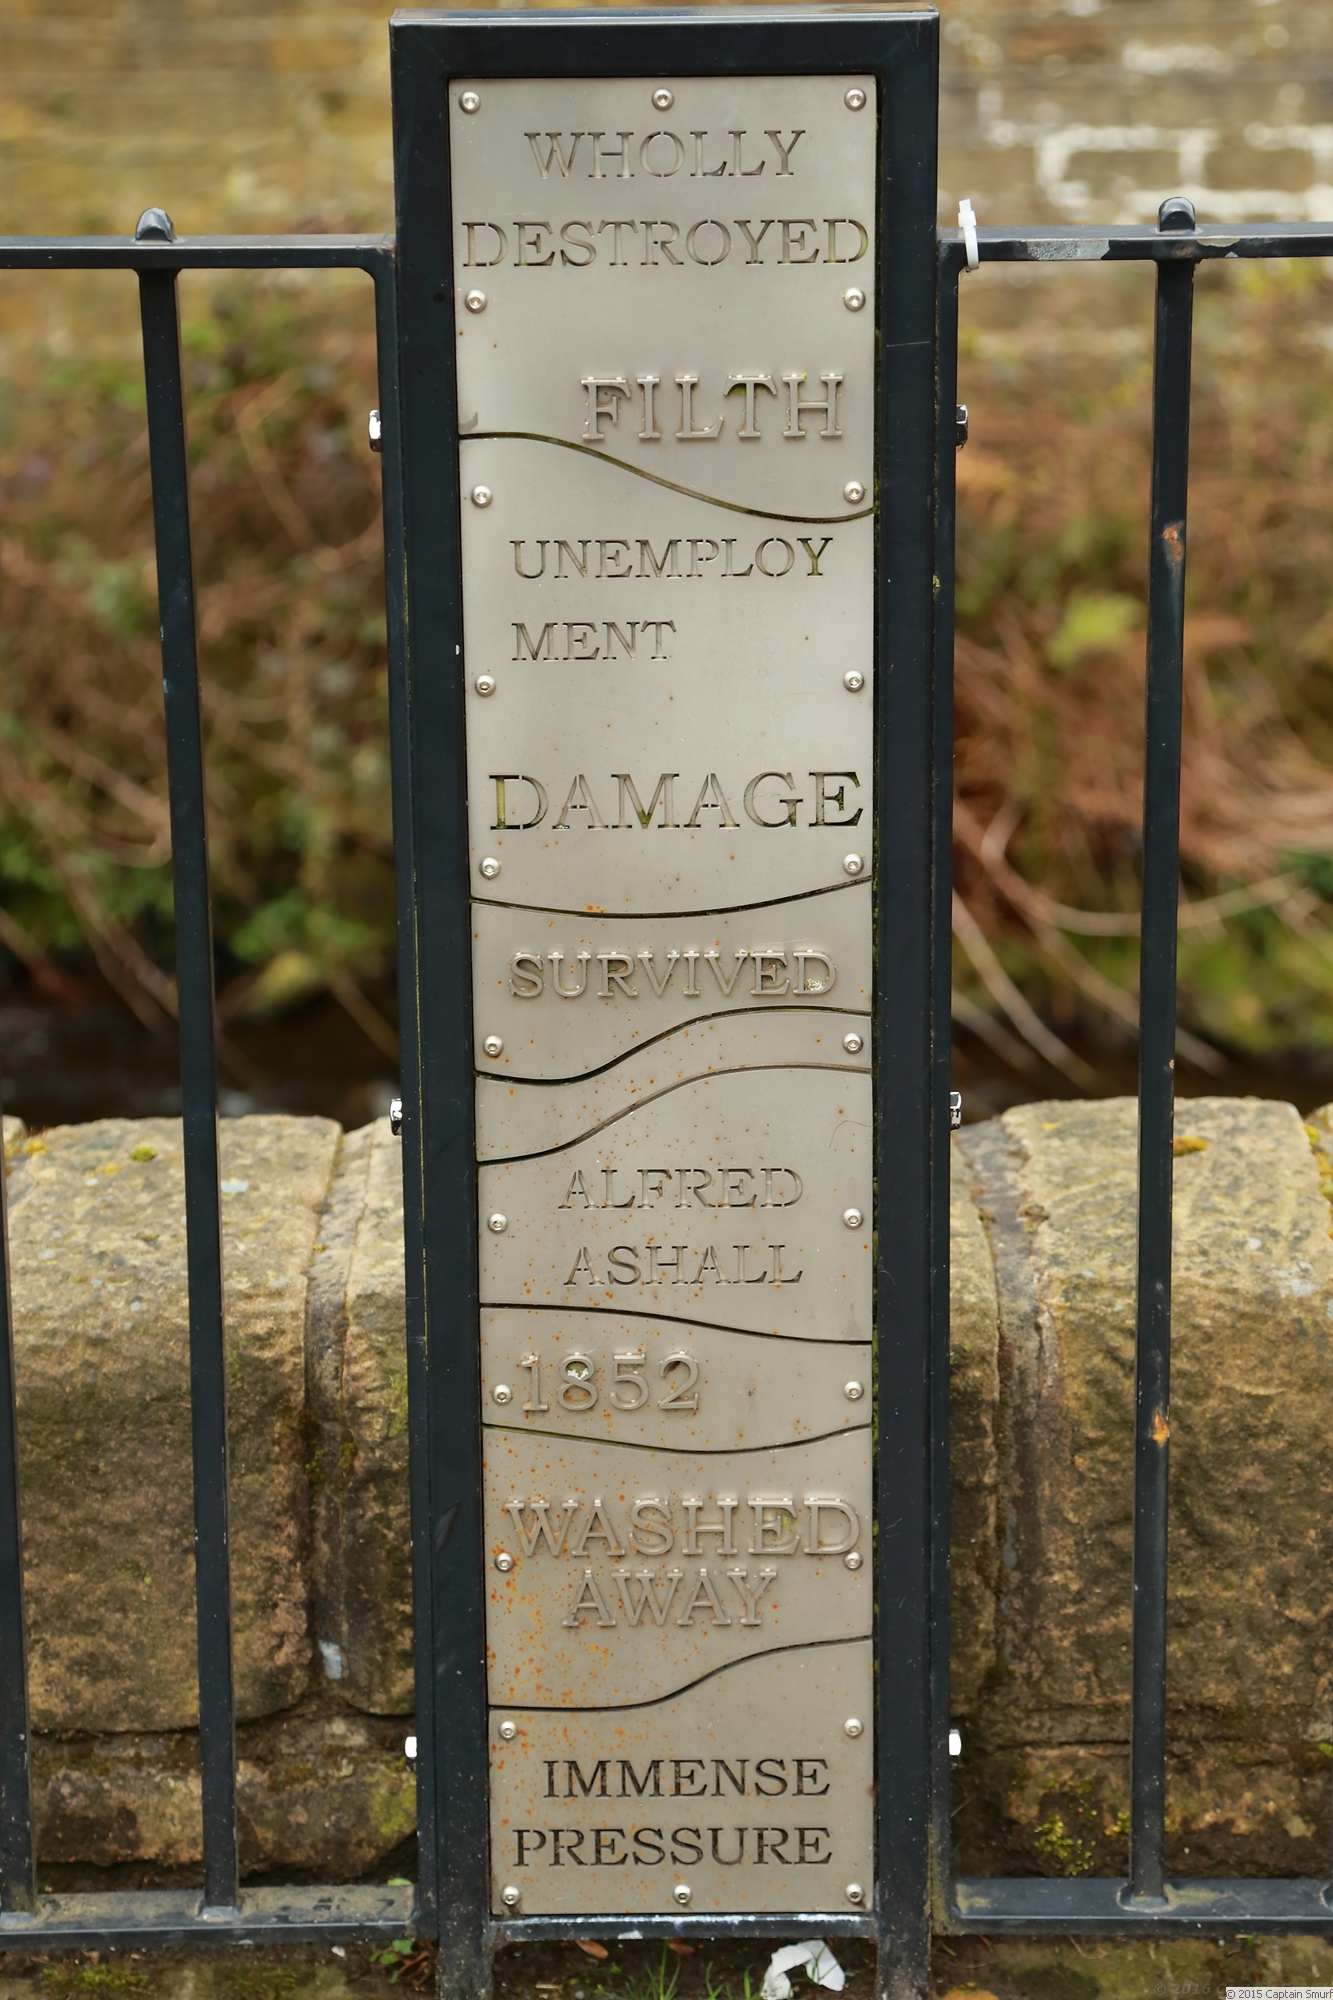 WHOLLY
DESTROYED
FILTH
UNEMPLOY
MENT
DAMAGE
SURVIVED
ALFRED
ASHALL
1852
WASHED
AWAY
IMMENSE
PRESSURE
© 2015 Captain Smurf